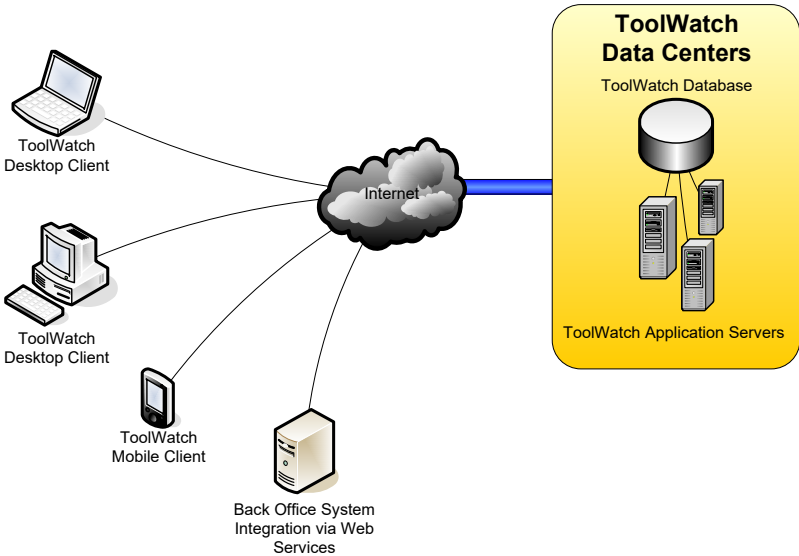 ToolWatch
Data Centers
ToolWatch Database
ToolWatch Application Servers
Internet
ToolWatch
Desktop Client
ToolWatch
Desktop Client
ToolWatch
Mobile Client
Back Office System
Integration via Web
Services